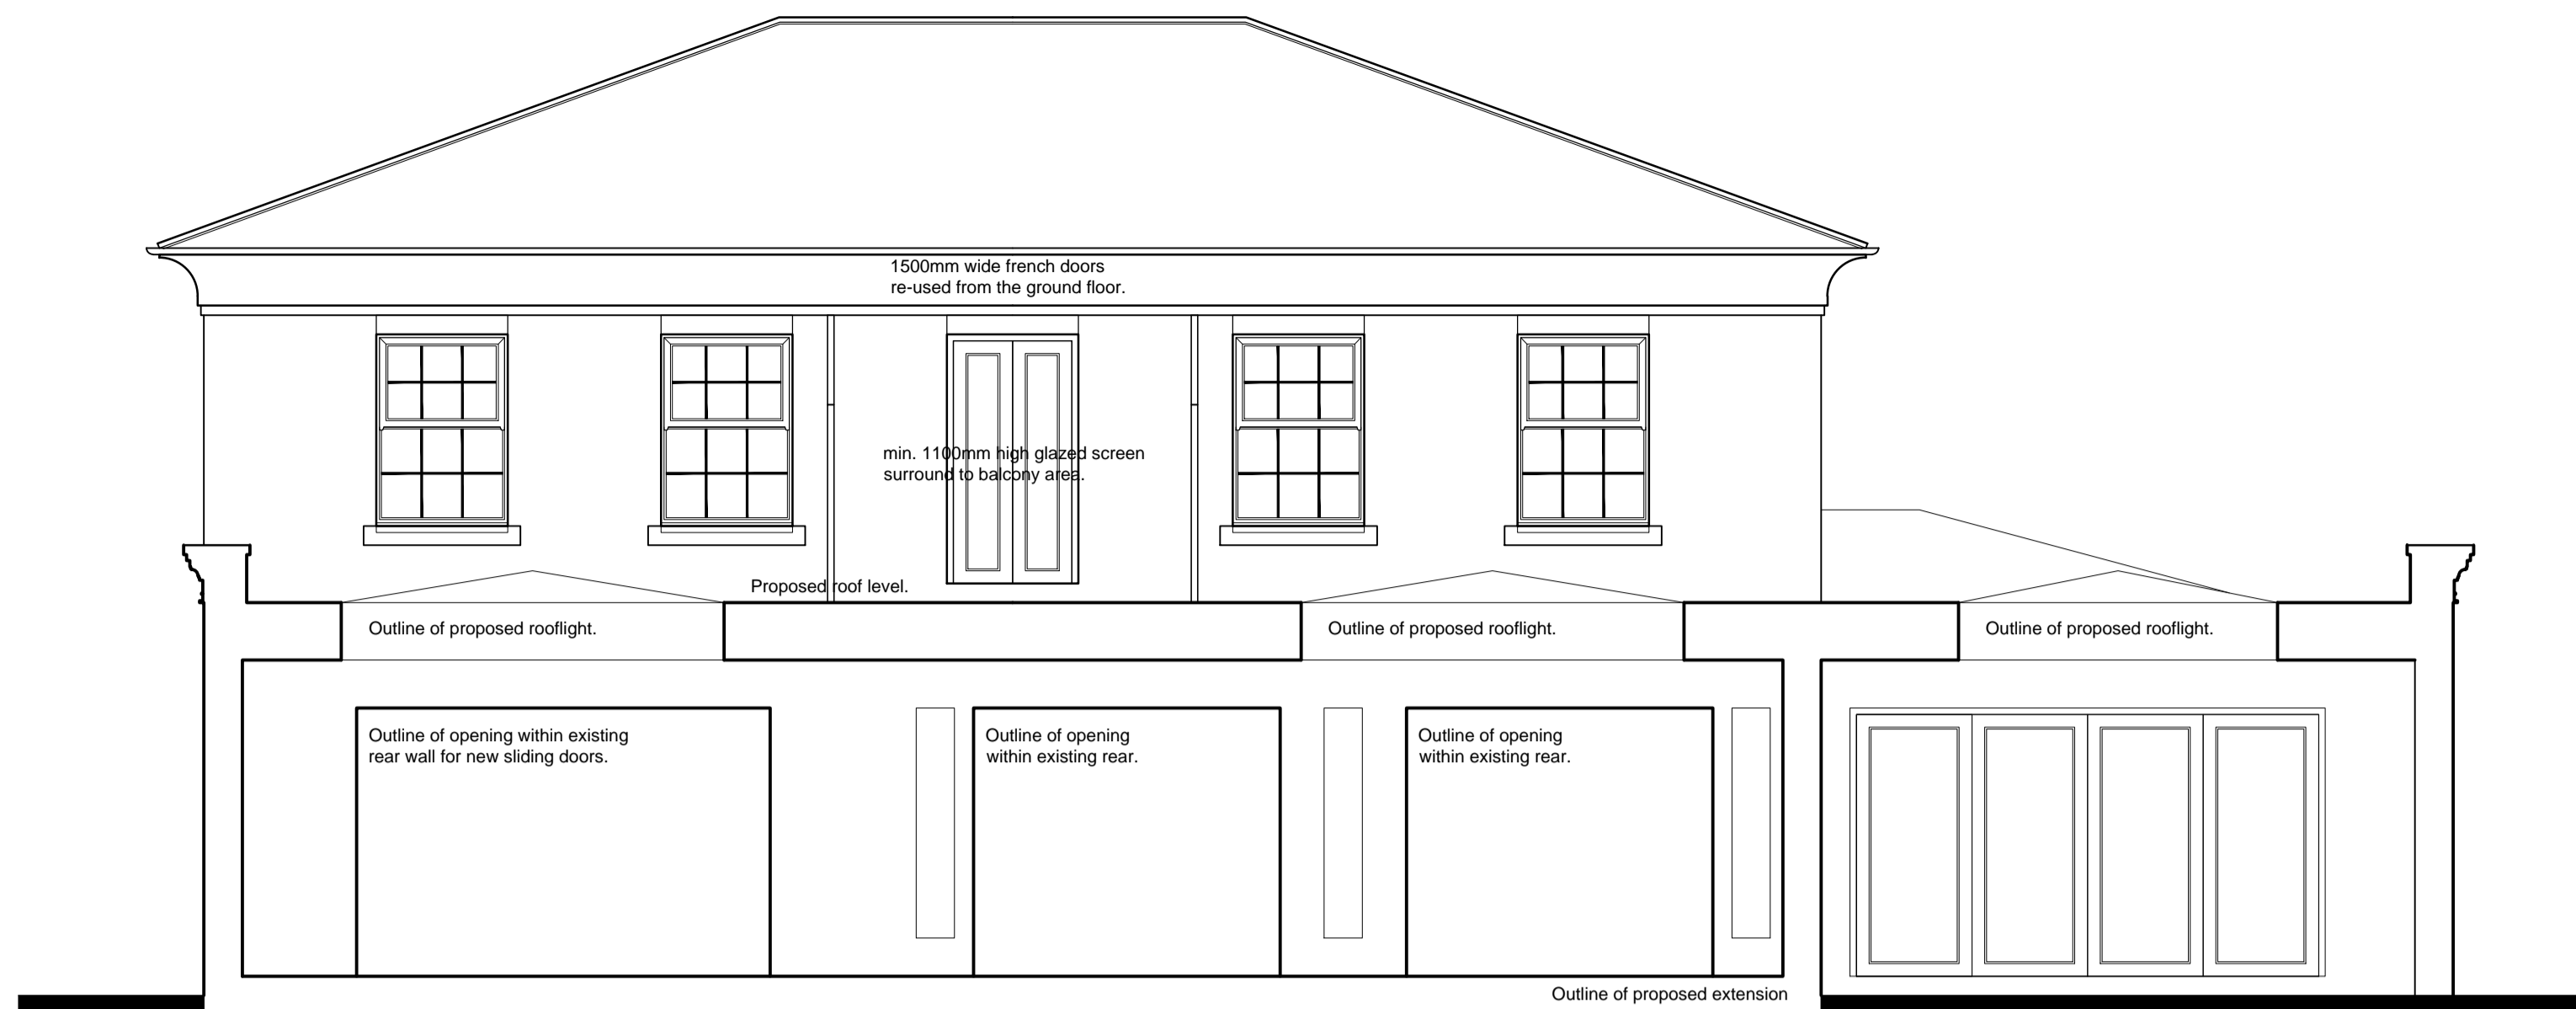 1500mm wide french doors
re-used from the ground floor.
min. 1100mm high glazed screen
surround to balcony area.
Proposed roof level.
Outline of proposed rooflight.
Outline of proposed rooflight.
Outline of proposed rooflight.
Outline of opening within existing
rear wall for new sliding doors.
Outline of opening
within existing rear.
Outline of opening
within existing rear.
Outline of proposed extension